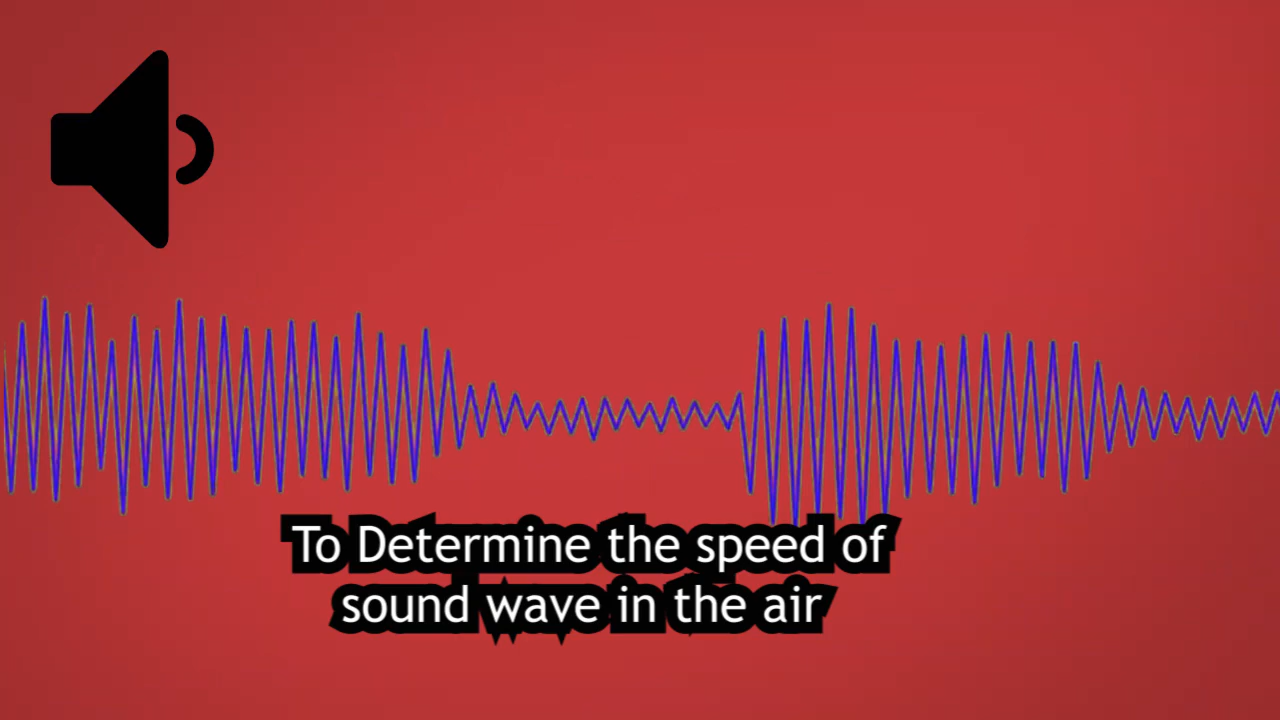 To Determine the speed of
sound wave in the air